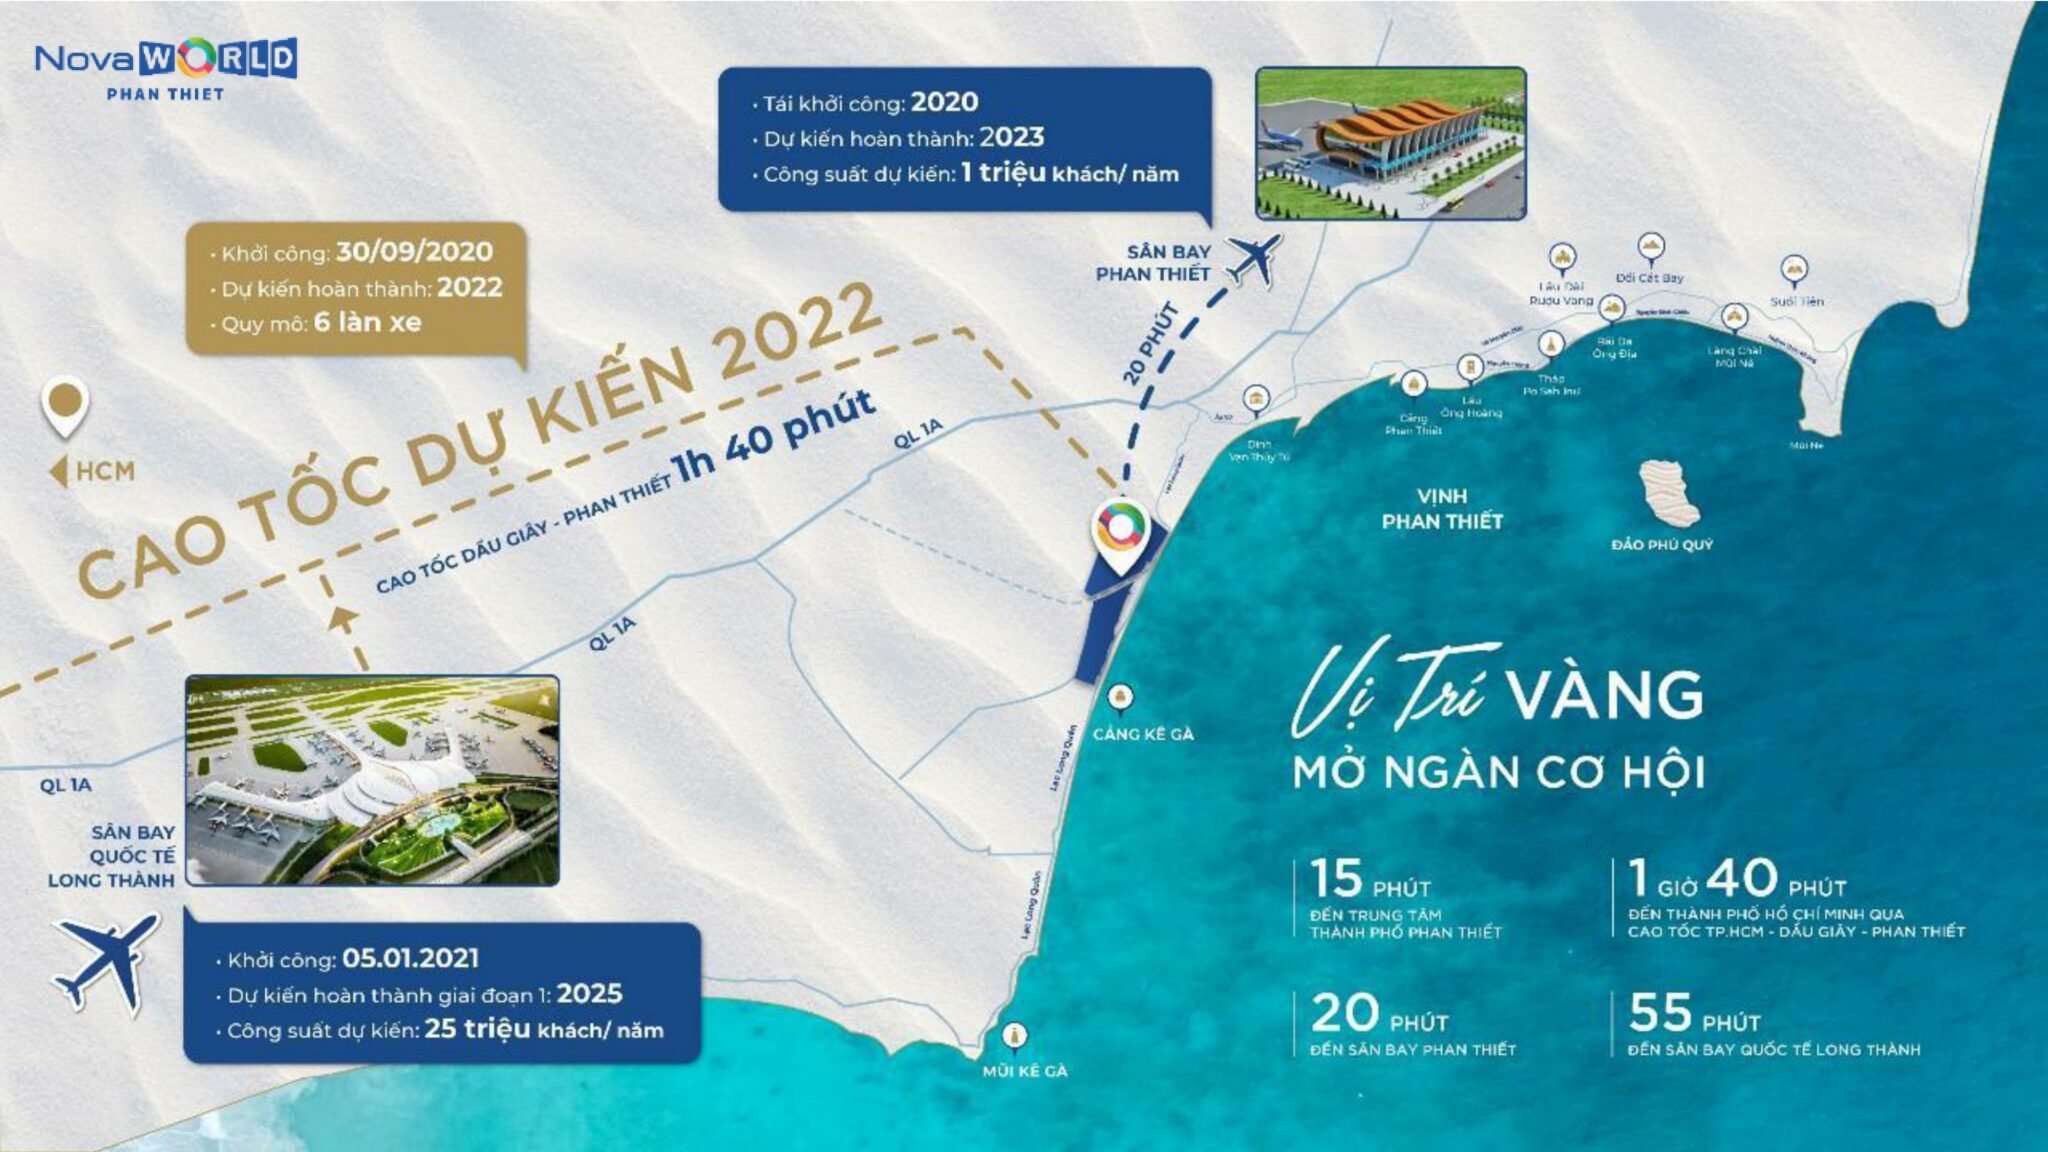 NovaWORLD
PHAN THIET
• Tái khởi công: 2020
• Dự kiến hoàn thành: 2023
• Công suất dự kiến: 1 triệu khách/ năm
• Khởi công: 30/09/2020
• Dự kiến hoàn thành: 2022
• Quy mô: 6 làn xe
SÂN BAY
PHAN THIẾT
20 PHÚT
HCM
CAO TỐC DỰ KIẾN 2022
CAO TỐC DẦU GIÂY - PHAN THIẾT 1h 40 phút
QL 1A
QL 1A
QL 1A
Lâu Đài
Rượu Vang
Đồi Cát Bay
Suối Tiên
Bãi Đá
Ông Địa
Làng Chài
Mũi Né
Tháp
Po Sah Inư
Lầu
Ông Hoàng
Cảng
Phan Thiết
Dinh
Vạn Thủy Tú
Mũi Né
VỊNH
PHAN THIẾT
ĐẢO PHÚ QUÝ
CẢNG KÊ GÀ
Lạc Long Quân
Lạc Long Quân
MŨI KÊ GÀ
SÂN BAY
QUỐC TẾ
LONG THÀNH
• Khởi công: 05.01.2021
• Dự kiến hoàn thành giai đoạn 1: 2025
• Công suất dự kiến: 25 triệu khách/ năm
Vị Trí VÀNG
MỞ NGÀN CƠ HỘI
15 PHÚT
ĐẾN TRUNG TÂM
THÀNH PHỐ PHAN THIẾT
1 GIỜ 40 PHÚT
ĐẾN THÀNH PHỐ HỒ CHÍ MINH QUA
CAO TỐC TP.HCM - DẦU GIÂY - PHAN THIẾT
20 PHÚT
ĐẾN SÂN BAY PHAN THIẾT
55 PHÚT
ĐẾN SÂN BAY QUỐC TẾ LONG THÀNH